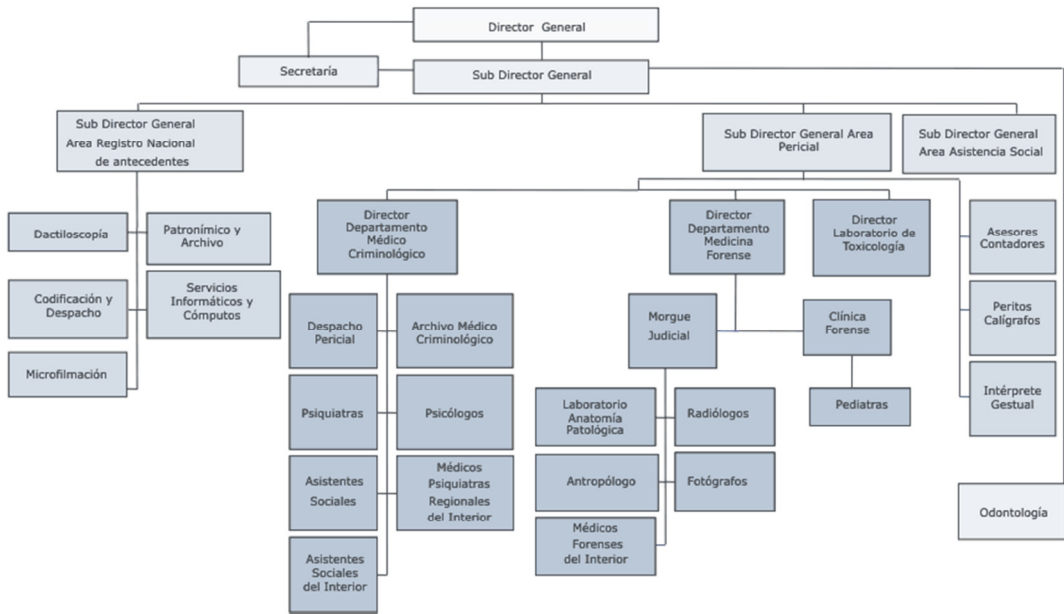 Director General
Secretaría
Sub Director General
Sub Director General
Area Registro Nacional
de antecedentes
Sub Director General Area
Pericial
Sub Director General
Area Asistencia Social
Dactiloscopía
Patronímico y
Archivo
Codificación y
Despacho
Servicios
Informáticos y
Cómputos
Microfilmación
Director
Departamento
Médico
Criminológico
Director
Departamento
Medicina
Forense
Director
Laboratorio de
Toxicología
Asesores
Contadores
Peritos
Calígrafos
Intérprete
Gestual
Despacho
Pericial
Archivo Médico
Criminológico
Psiquiatras
Psicólogos
Asistentes
Sociales
Médicos
Psiquiatras
Regionales
del Interior
Asistentes
Sociales
del Interior
Morgue
Judicial
Clínica
Forense
Pediatras
Laboratorio
Anatomía
Patológica
Radiólogos
Antropólogo
Fotógrafos
Médicos
Forenses
del Interior
Odontología